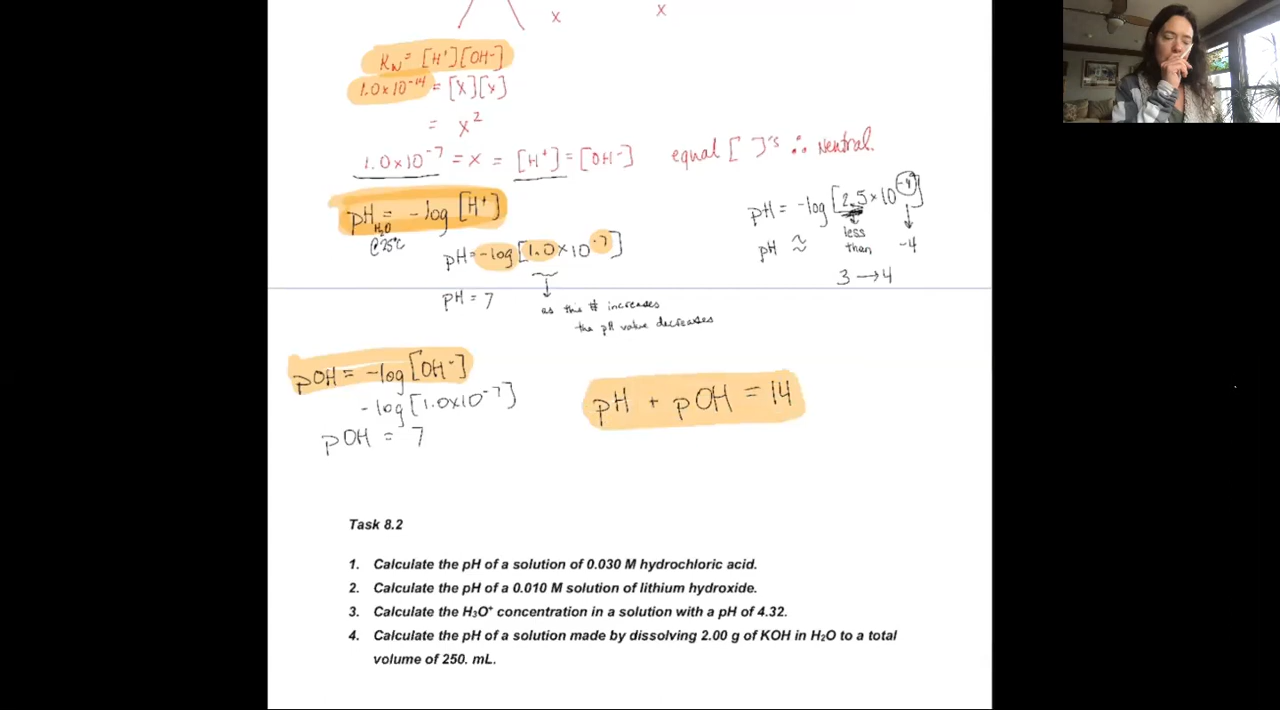 x x
Kw = [H⁺][OH⁻]
1.0 x 10⁻¹⁴ = [x][x]
= x²
1.0 x 10⁻⁷ = x = [H⁺] = [OH⁻] equal [ ]'s ∴ neutral.
pH = -log [H⁺]
H₂O
@25°C
pH = -log [2.5 x 10⁻⁴]
less than -4
pH ≈
3 → 4
pH = -log [1.0 x 10⁻⁷]
pH = 7
as this # increases
the pH value decreases
pOH = -log [OH⁻]
-log [1.0 x 10⁻⁷]
pOH = 7
pH + pOH = 14
Task 8.2
1. Calculate the pH of a solution of 0.030 M hydrochloric acid.
2. Calculate the pH of a 0.010 M solution of lithium hydroxide.
3. Calculate the H₃O⁺ concentration in a solution with a pH of 4.32.
4. Calculate the pH of a solution made by dissolving 2.00 g of KOH in H₂O to a total
volume of 250. mL.